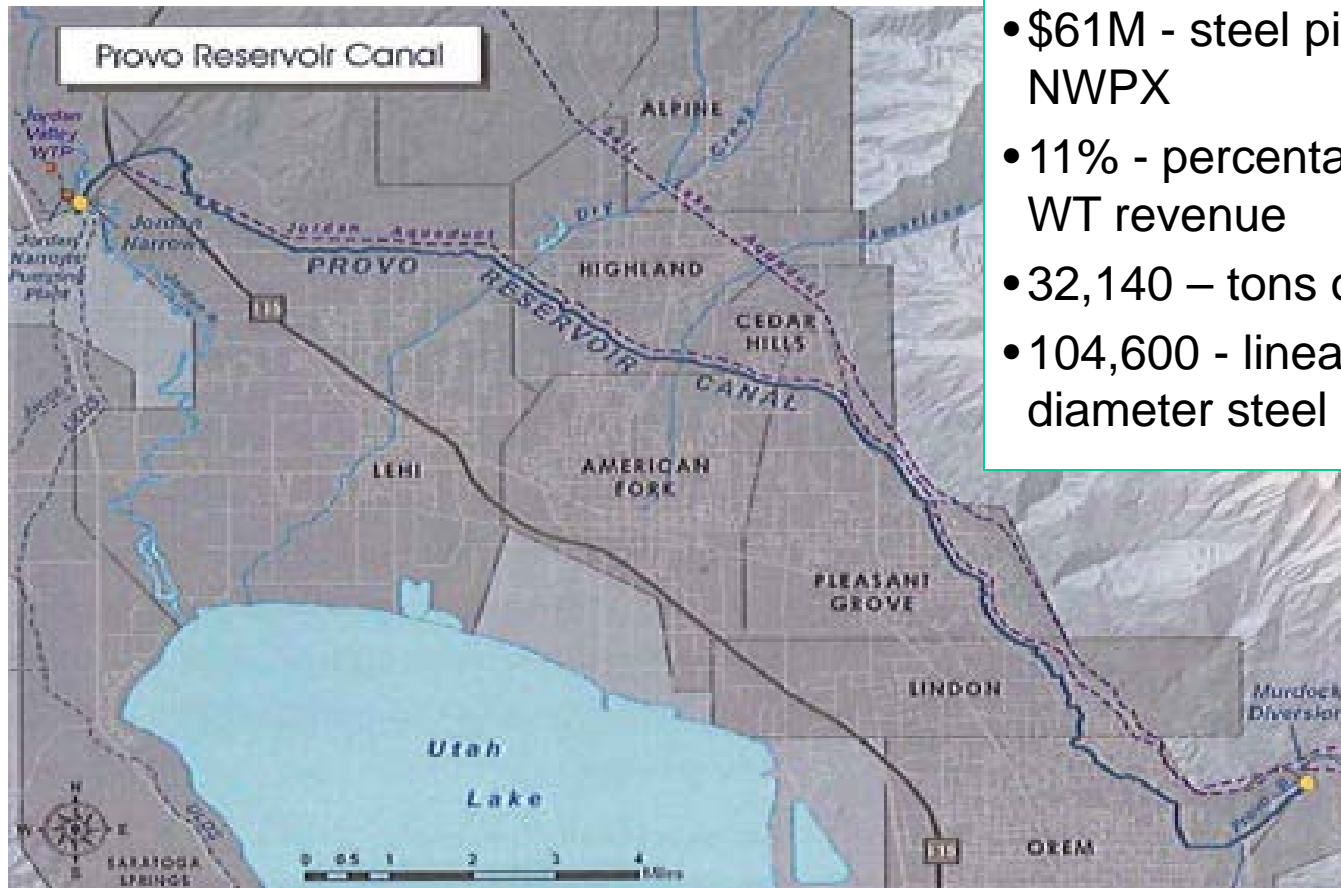 Provo Reservoir Canal
• $61M - steel pi
NWPX
• 11% - percenta
WT revenue
• 32,140 – tons
• 104,600 - linea
diameter steel
ALPINE
Creek
Jordan
Valley
WTP
Salt Lake Aqueduct
Dry
American
Jordan
Narrows
Jordan
Narrows
Pumping
Plant
Jordan Aqueduct
PROVO RESERVOIR CANAL
HIGHLAND
I-15
CEDAR
HILLS
LEHI
AMERICAN
FORK
PLEASANT
GROVE
LINDON
Murdock
Diversion
Utah
Lake
Provo R.
N
W E
S
SARATOGA
SPRINGS
0 0.5 1 2 3 4
Miles
I-15
OREM